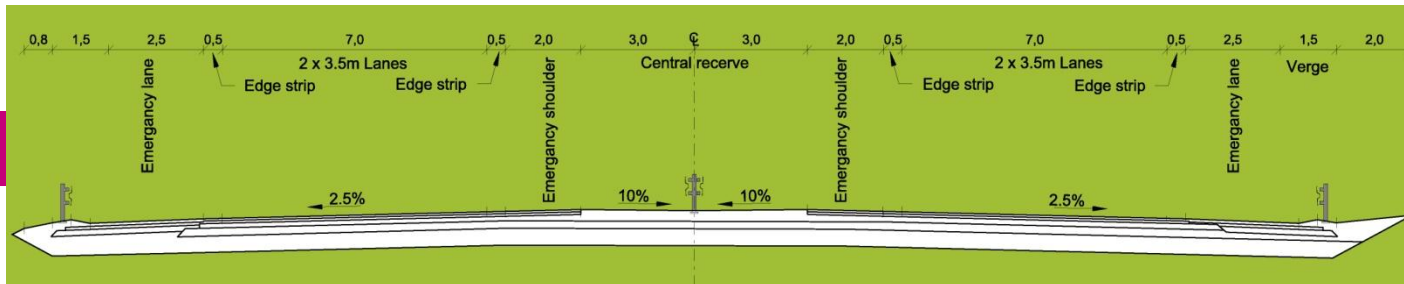 0,8 1,5 2,5 0,5 7,0 0,5 2,0 3,0 ℄ 3,0 2,0 0,5 7,0 0,5 2,5 1,5 2,0
2 x 3.5m Lanes Central recerve 2 x 3.5m Lanes Verge
Edge strip Edge strip Edge strip Edge strip
Emergancy lane
Emergancy shoulder
Emergancy shoulder
Emergancy lane
2.5% 10% 10% 2.5%